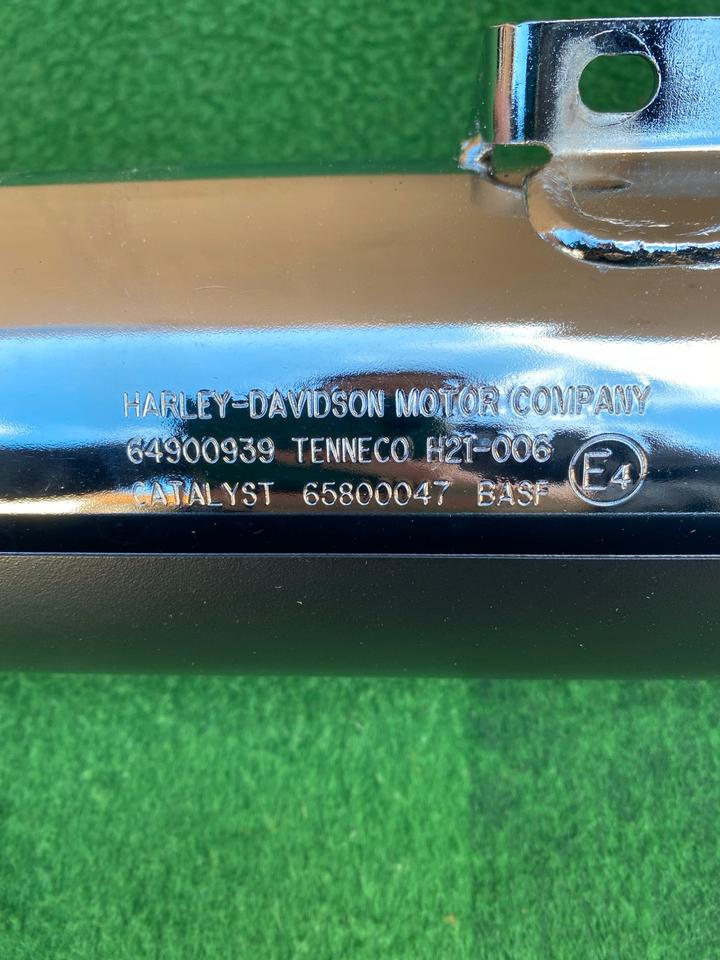 HARLEY-DAVIDSON MOTOR COMPANY
64900939 TENNECO H21-006
CATALYST 65800047 BASF
E4